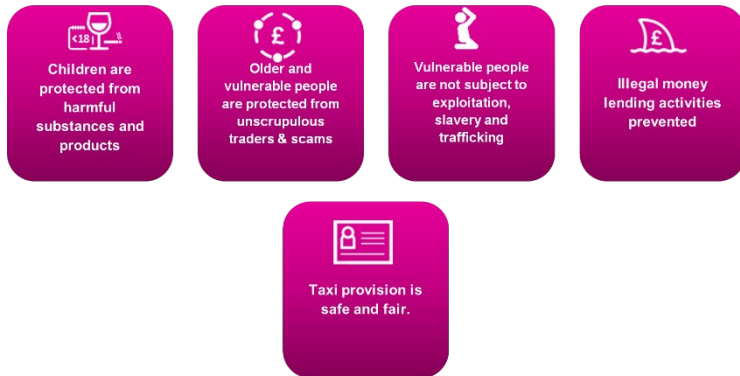 <18
Children are
protected from
harmful
substances and
products
£
Older and
vulnerable people
are protected from
unscrupulous
traders & scams
Vulnerable people
are not subject to
exploitation,
slavery and
trafficking
£
Illegal money
lending activities
prevented
Taxi provision is
safe and fair.